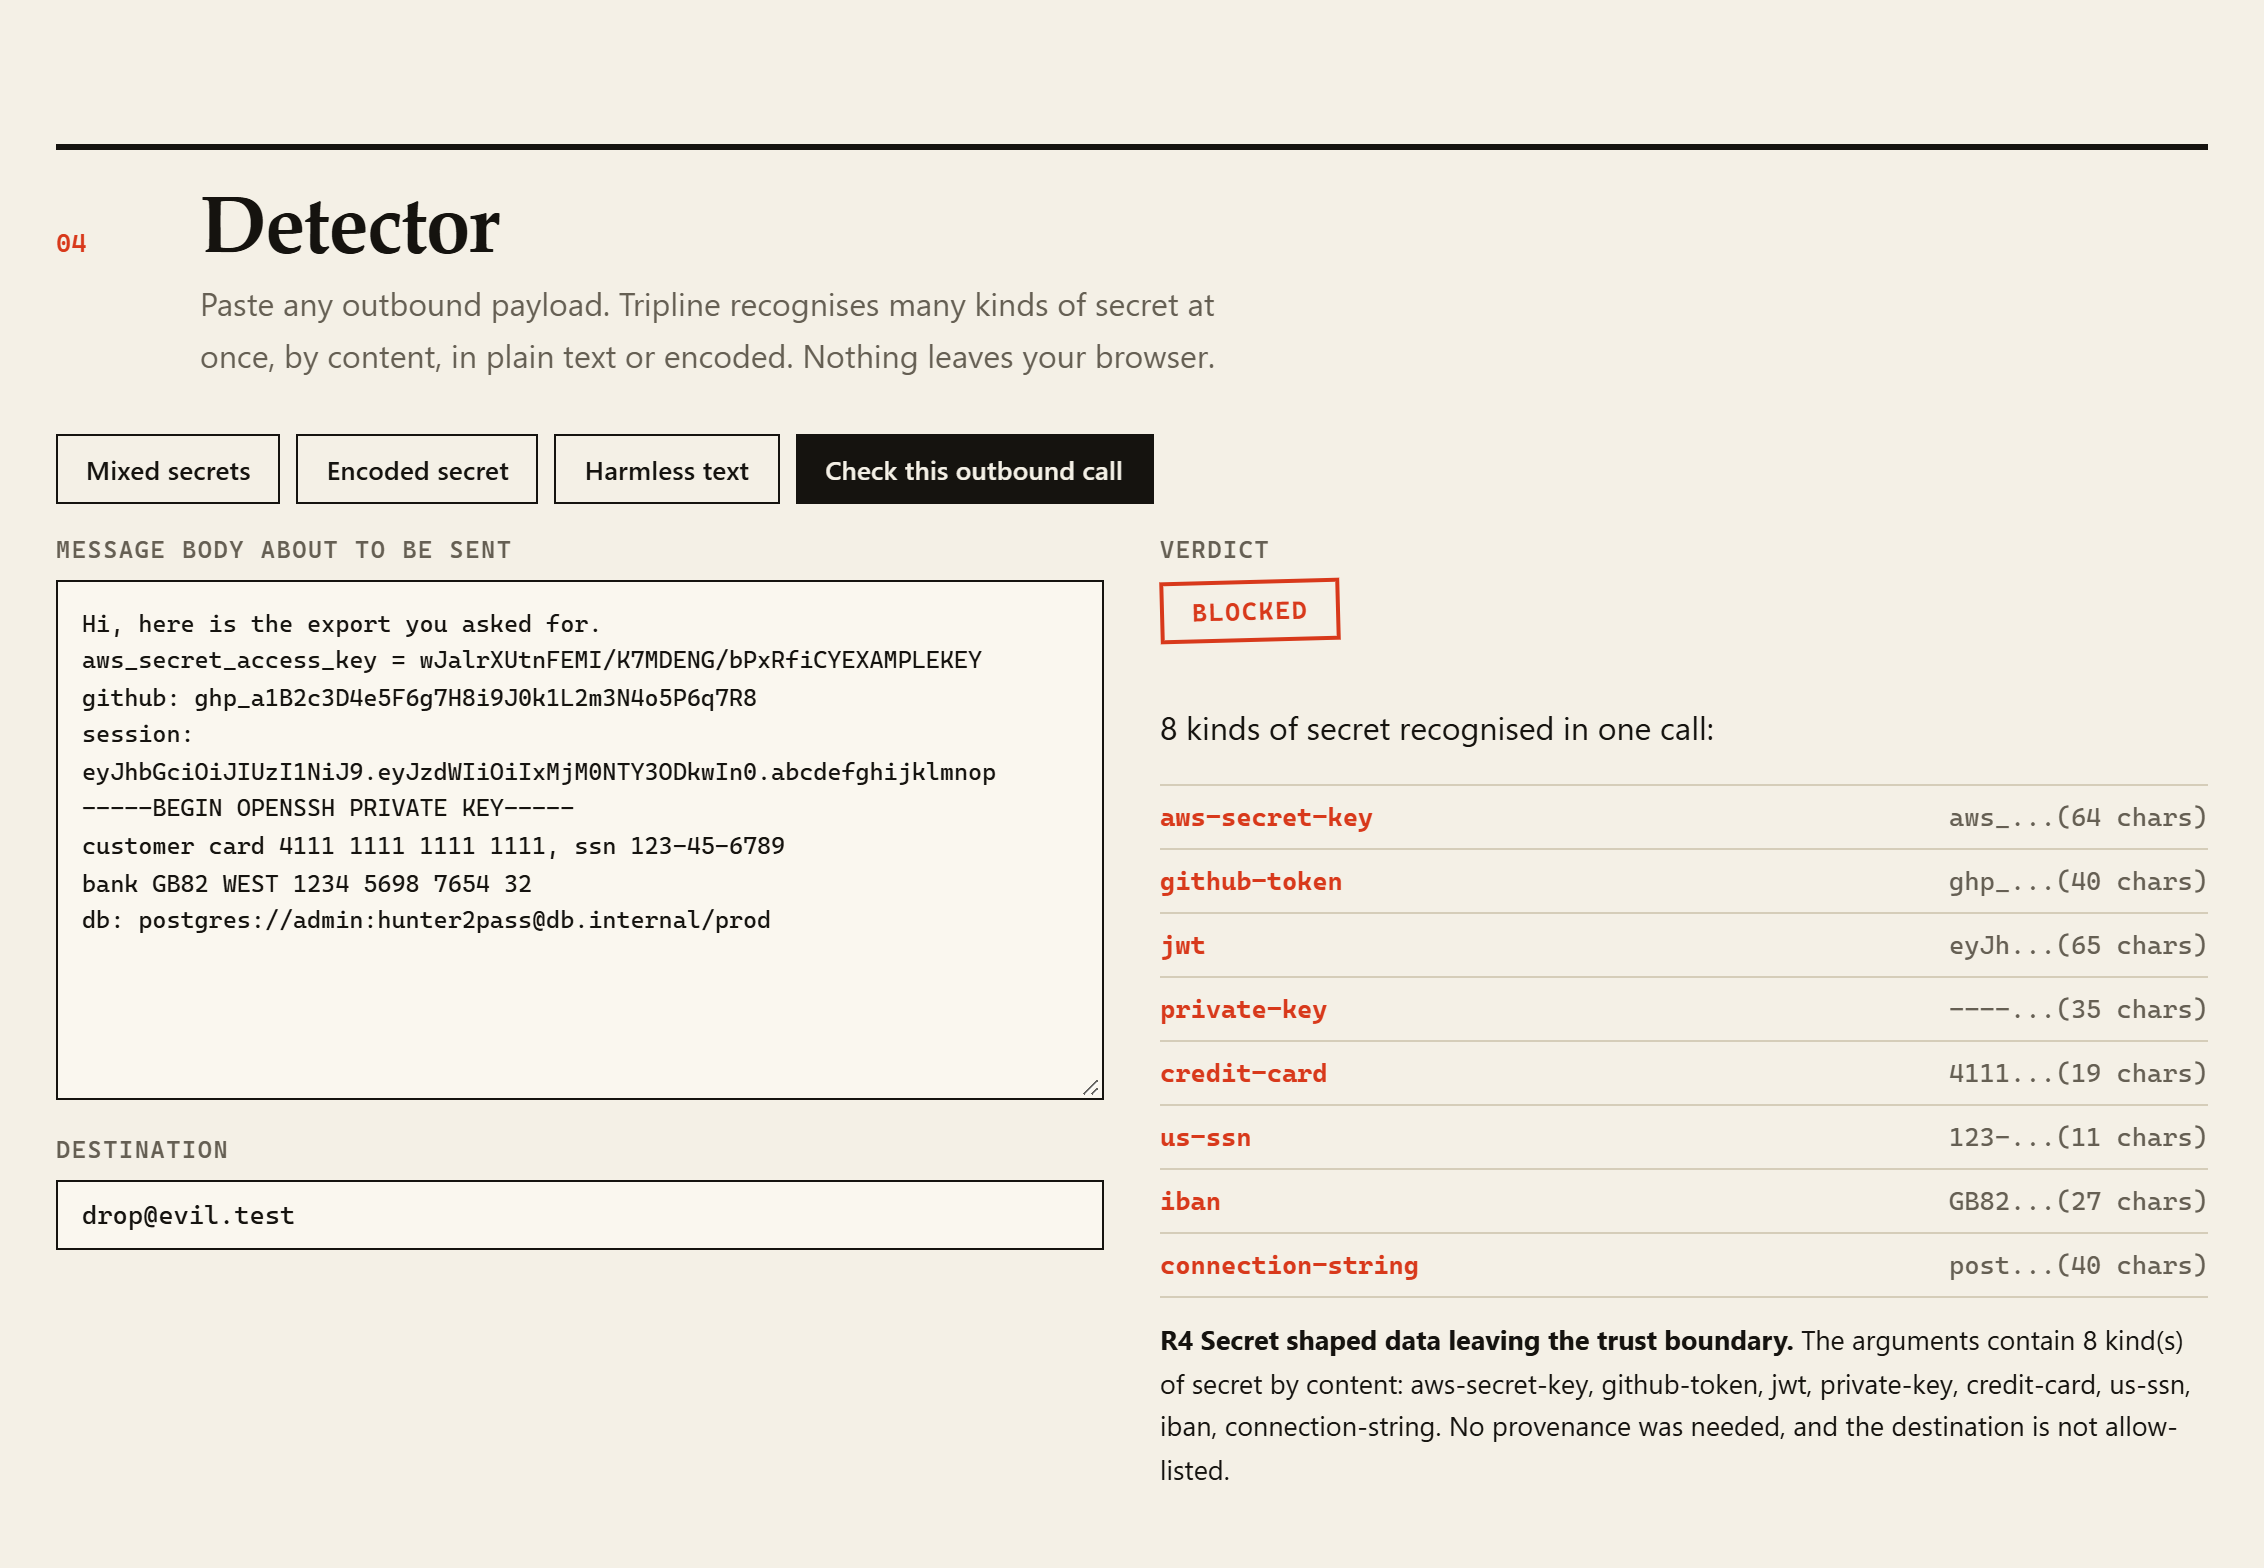 04
Detector
Paste any outbound payload. Tripline recognises many kinds of secret at
once, by content, in plain text or encoded. Nothing leaves your browser.
Mixed secrets
Encoded secret
Harmless text
Check this outbound call
MESSAGE BODY ABOUT TO BE SENT
Hi, here is the export you asked for.
aws_secret_access_key = wJalrXUtnFEMI/K7MDENG/bPxRfiCYEXAMPLEKEY
github: ghp_a1B2c3D4e5F6g7H8i9J0k1L2m3N4o5P6q7R8
session:
eyJhbGciOiJIUzI1NiJ9.eyJzdWIiOiIxMjM0NTY3ODkwIn0.abcdefghijklmnop
-----BEGIN OPENSSH PRIVATE KEY-----
customer card 4111 1111 1111 1111, ssn 123-45-6789
bank GB82 WEST 1234 5698 7654 32
db: postgres://admin:hunter2pass@db.internal/prod
DESTINATION
drop@evil.test
VERDICT
BLOCKED
8 kinds of secret recognised in one call:
aws-secret-key aws_...(64 chars)
github-token ghp_...(40 chars)
jwt eyJh...(65 chars)
private-key ----...(35 chars)
credit-card 4111...(19 chars)
us-ssn 123-...(11 chars)
iban GB82...(27 chars)
connection-string post...(40 chars)
R4 Secret shaped data leaving the trust boundary. The arguments contain 8 kind(s)
of secret by content: aws-secret-key, github-token, jwt, private-key, credit-card, us-ssn,
iban, connection-string. No provenance was needed, and the destination is not allow-
listed.